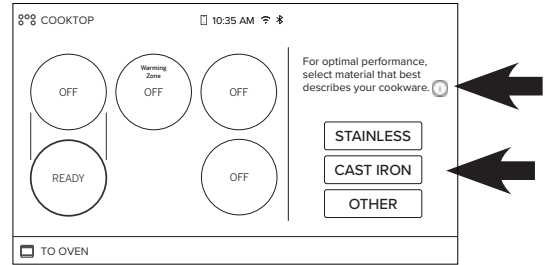 COOKTOP
10:35 AM
OFF
Warming
Zone
OFF
OFF
READY
OFF
For optimal performance,
select material that best
describes your cookware.
STAINLESS
CAST IRON
OTHER
TO OVEN